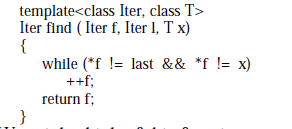 template<class Iter, class T>
Iter find ( Iter f, Iter l, T x)
{
while (*f != last && *f != x)
++f;
return f;
}